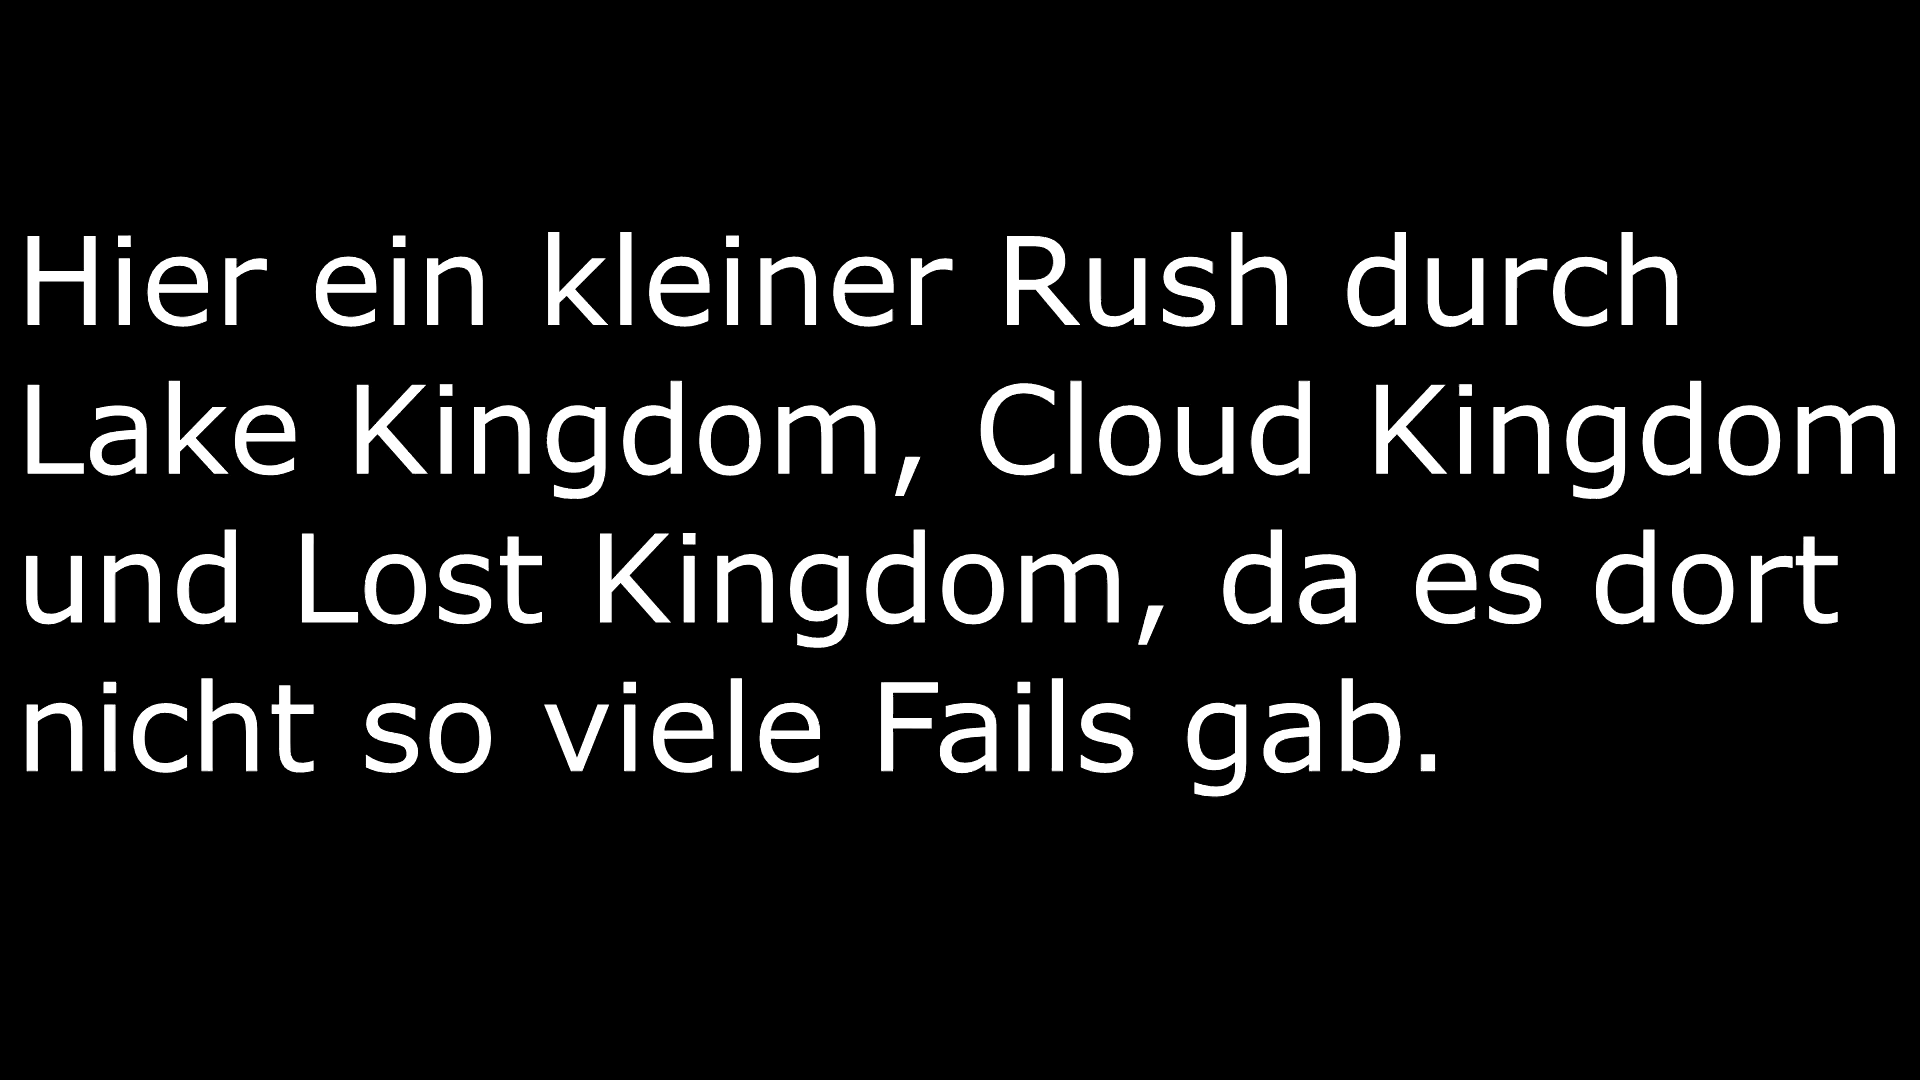 Hier ein kleiner Rush durch
Lake Kingdom, Cloud Kingdom
und Lost Kingdom, da es dort
nicht so viele Fails gab.